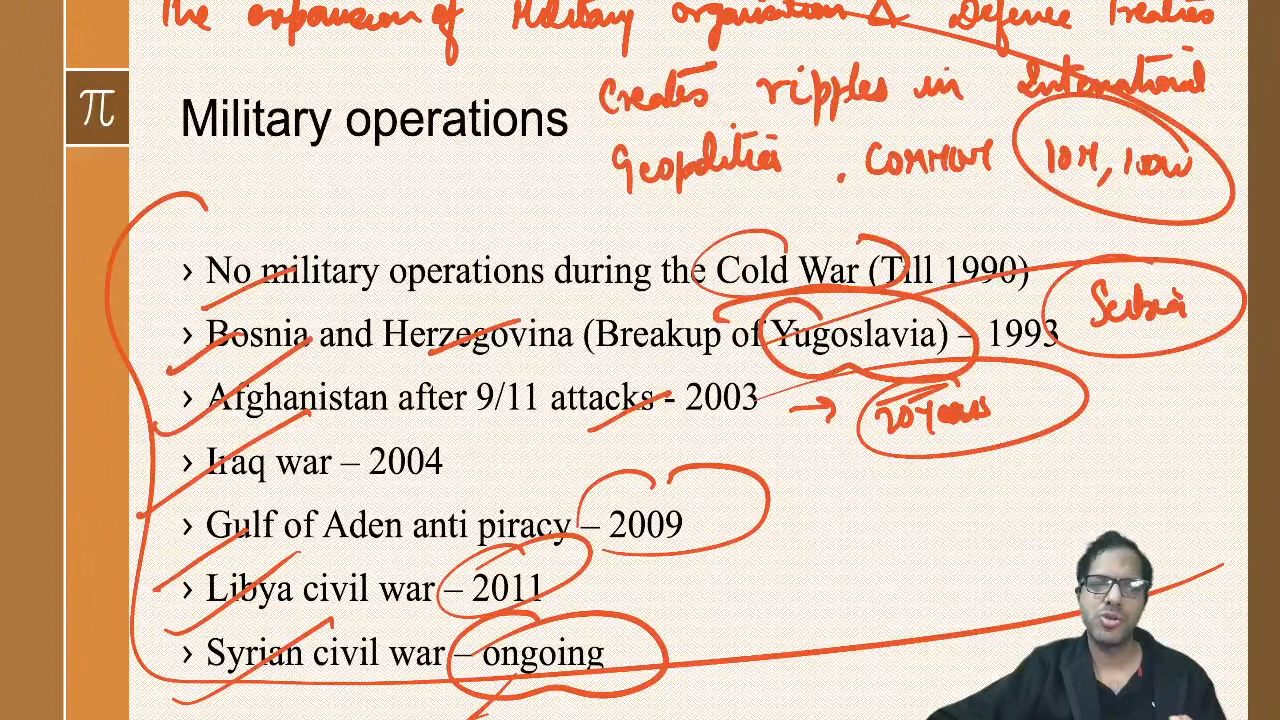 The expansion of Military organisation & Defence Treaties
Creates ripples in International
Geopolitics . COMMON 10M, 100W
π
Military operations
› No military operations during the Cold War (Till 1990)
Serbia
› Bosnia and Herzegovina (Breakup of Yugoslavia) – 1993
› Afghanistan after 9/11 attacks - 2003 → 20 Years
› Iraq war – 2004
› Gulf of Aden anti piracy – 2009
› Libya civil war – 2011
› Syrian civil war – ongoing